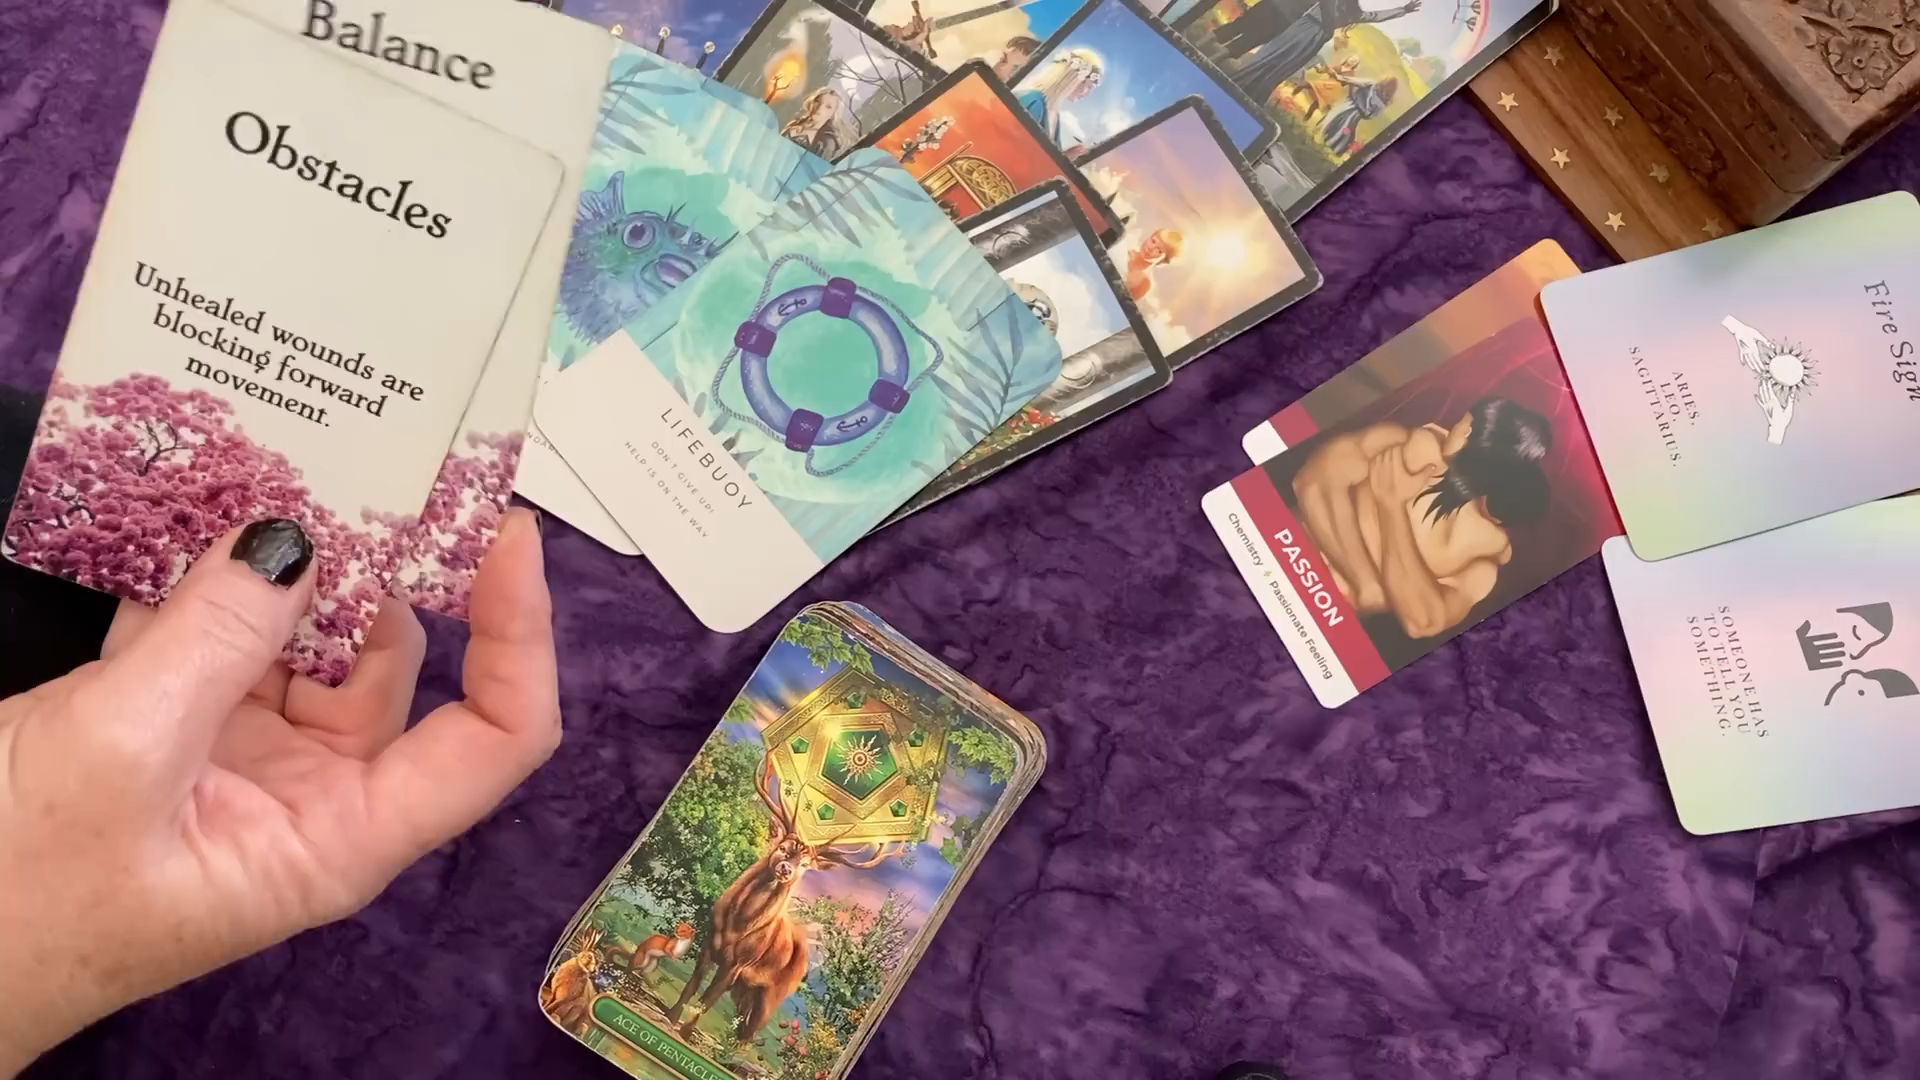 Balance
Obstacles
Unhealed wounds are
blocking forward
movement.
LIFEBUOY
DON'T GIVE UP!
HELP IS ON THE WAY
PASSION
Chemistry Passionate Feeling
Fire Sign
ARIES,
LEO,
SAGITTARIUS.
SOMEONE HAS
TO TELL YOU
SOMETHING.
ACE OF PENTACLE